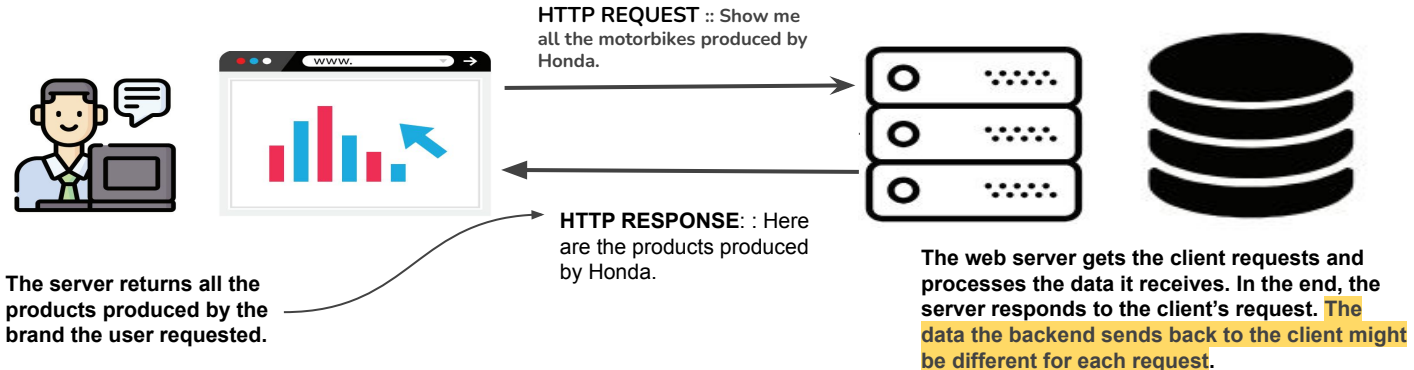 HTTP REQUEST :: Show me
all the motorbikes produced by
Honda.
www.
HTTP RESPONSE: : Here
are the products produced
by Honda.
The server returns all the
products produced by the
brand the user requested.
The web server gets the client requests and
processes the data it receives. In the end, the
server responds to the client’s request. The
data the backend sends back to the client might
be different for each request.